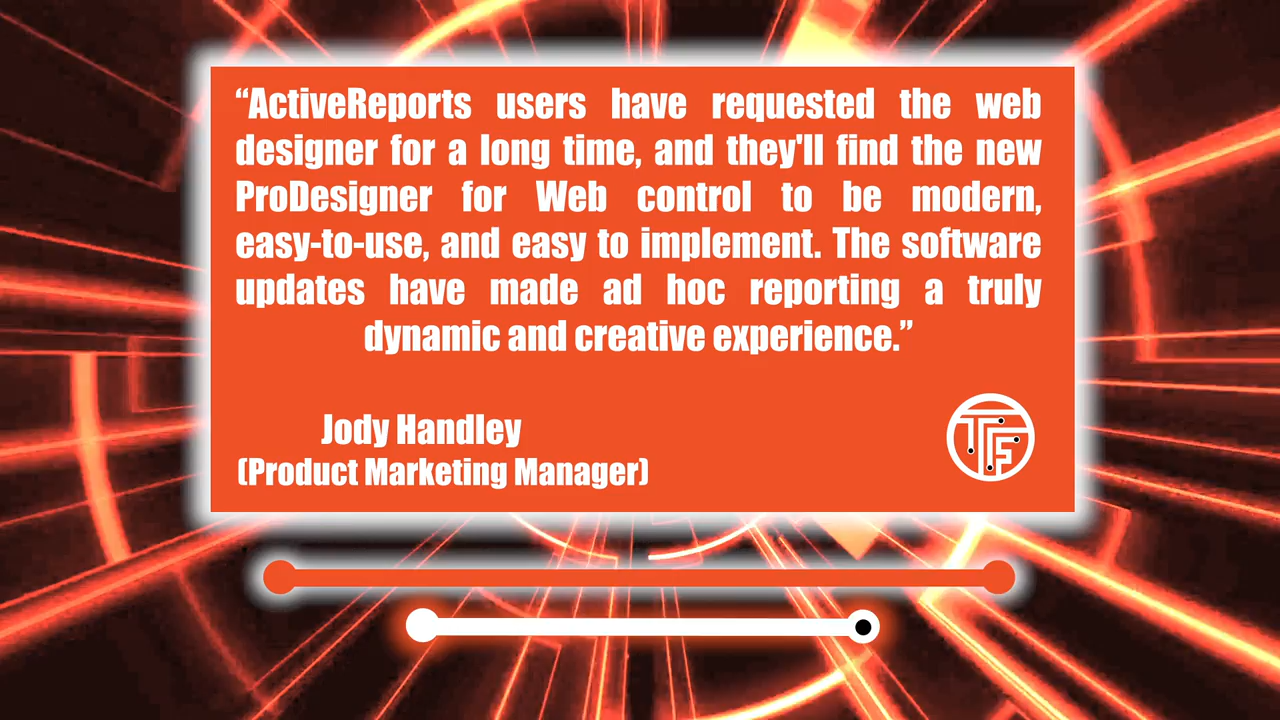 “ActiveReports users have requested the web
designer for a long time, and they'll find the new
ProDesigner for Web control to be modern,
easy-to-use, and easy to implement. The software
updates have made ad hoc reporting a truly
dynamic and creative experience.”
Jody Handley
(Product Marketing Manager)
TF